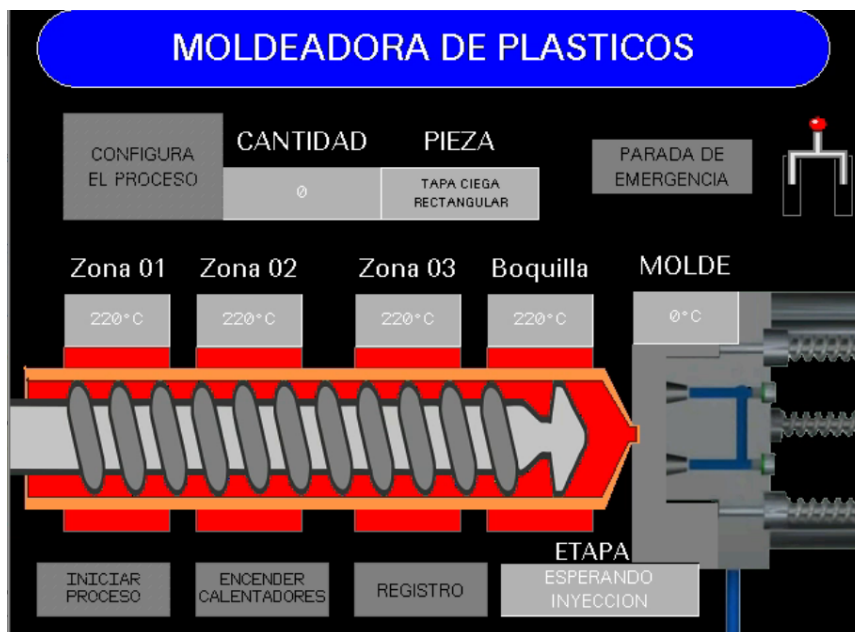 MOLDEADORA DE PLASTICOS
CONFIGURA
EL PROCESO
CANTIDAD
PIEZA
0
TAPA CIEGA
RECTANGULAR
PARADA DE
EMERGENCIA
Zona 01
Zona 02
Zona 03
Boquilla
MOLDE
220°C
220°C
220°C
220°C
0°C
INICIAR
PROCESO
ENCENDER
CALENTADORES
REGISTRO
ETAPA
ESPERANDO
INYECCION